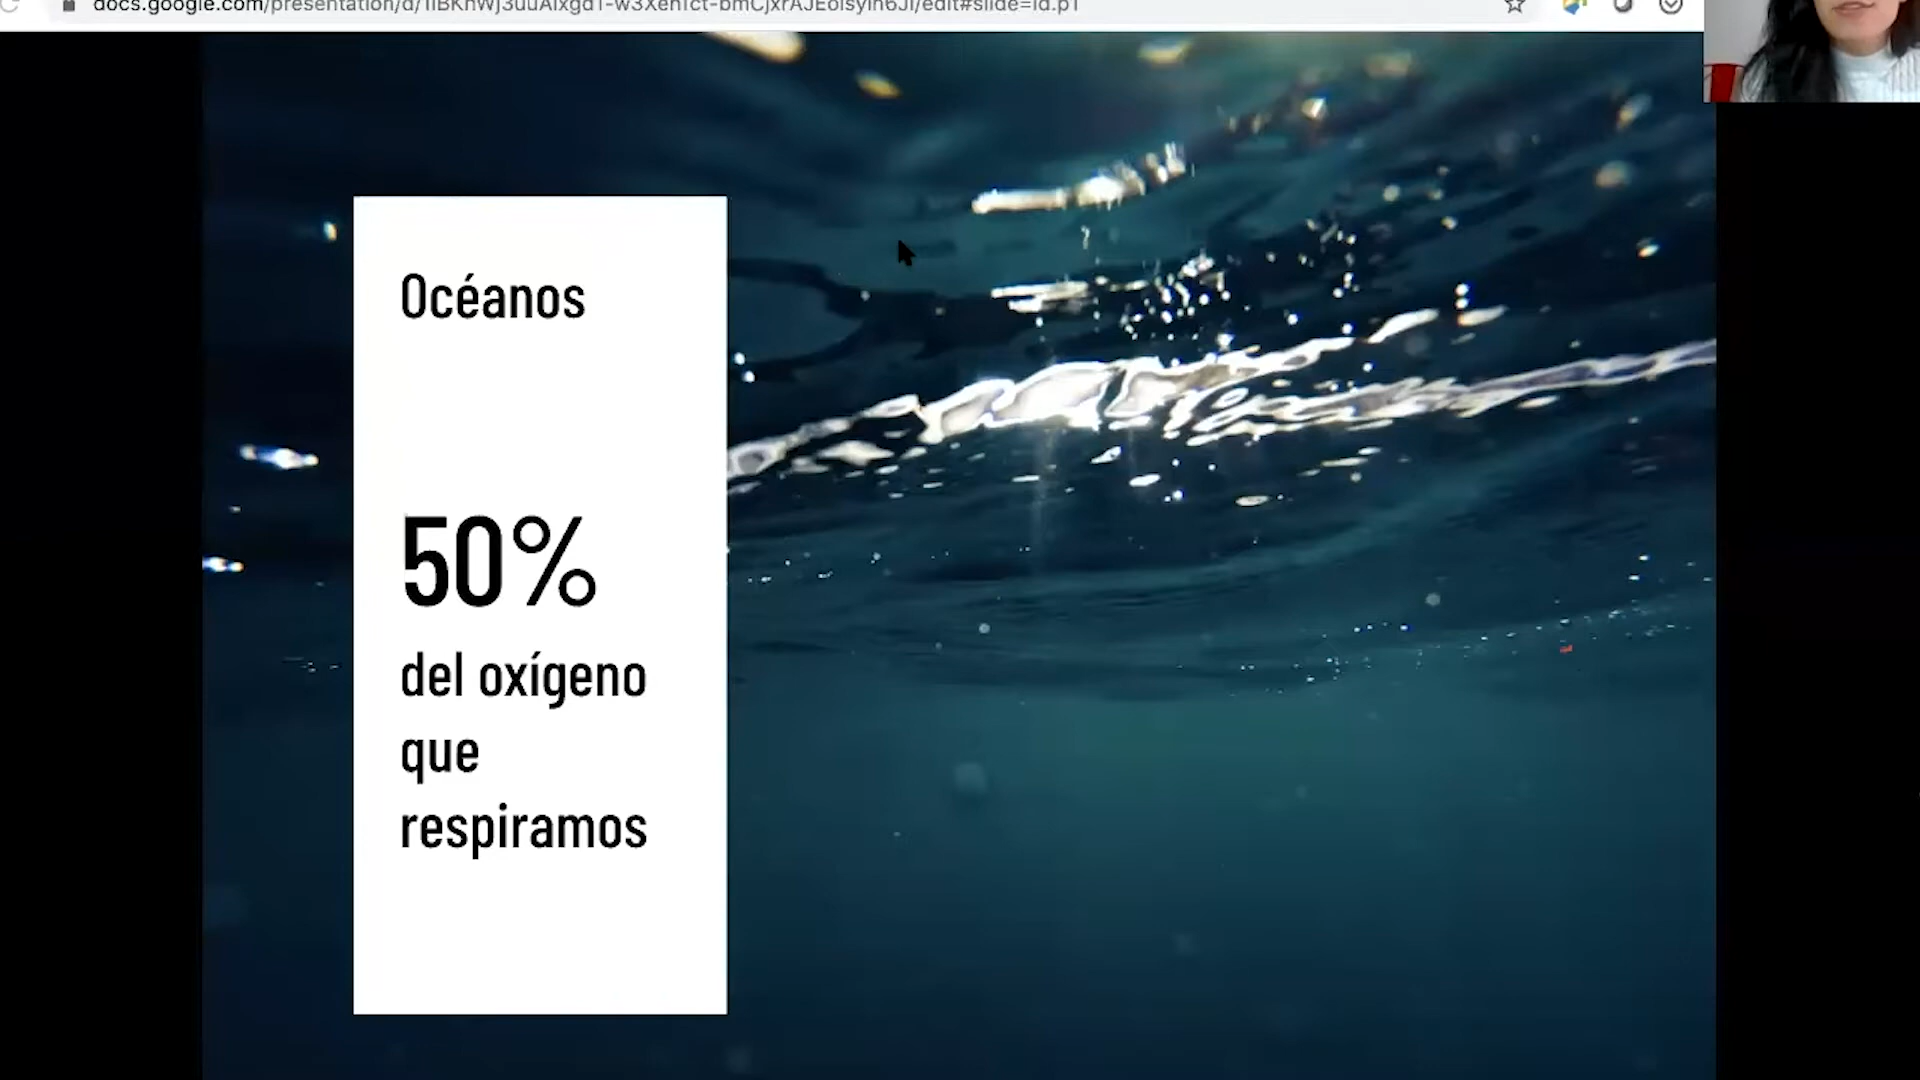 Océanos
50%
del oxígeno
que
respiramos